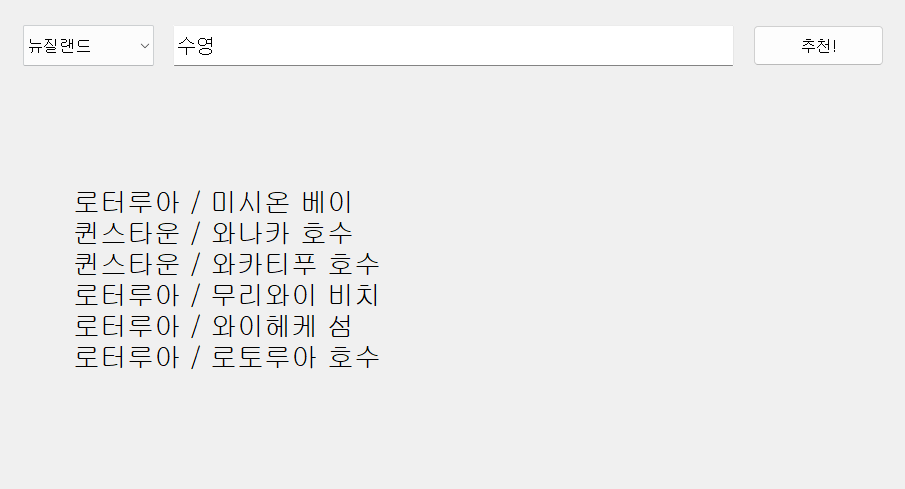 뉴질랜드
수영
추천!
로터루아 / 미시온 베이
퀸스타운 / 와나카 호수
퀸스타운 / 와카티푸 호수
로터루아 / 무리와이 비치
로터루아 / 와이헤케 섬
로터루아 / 로토루아 호수